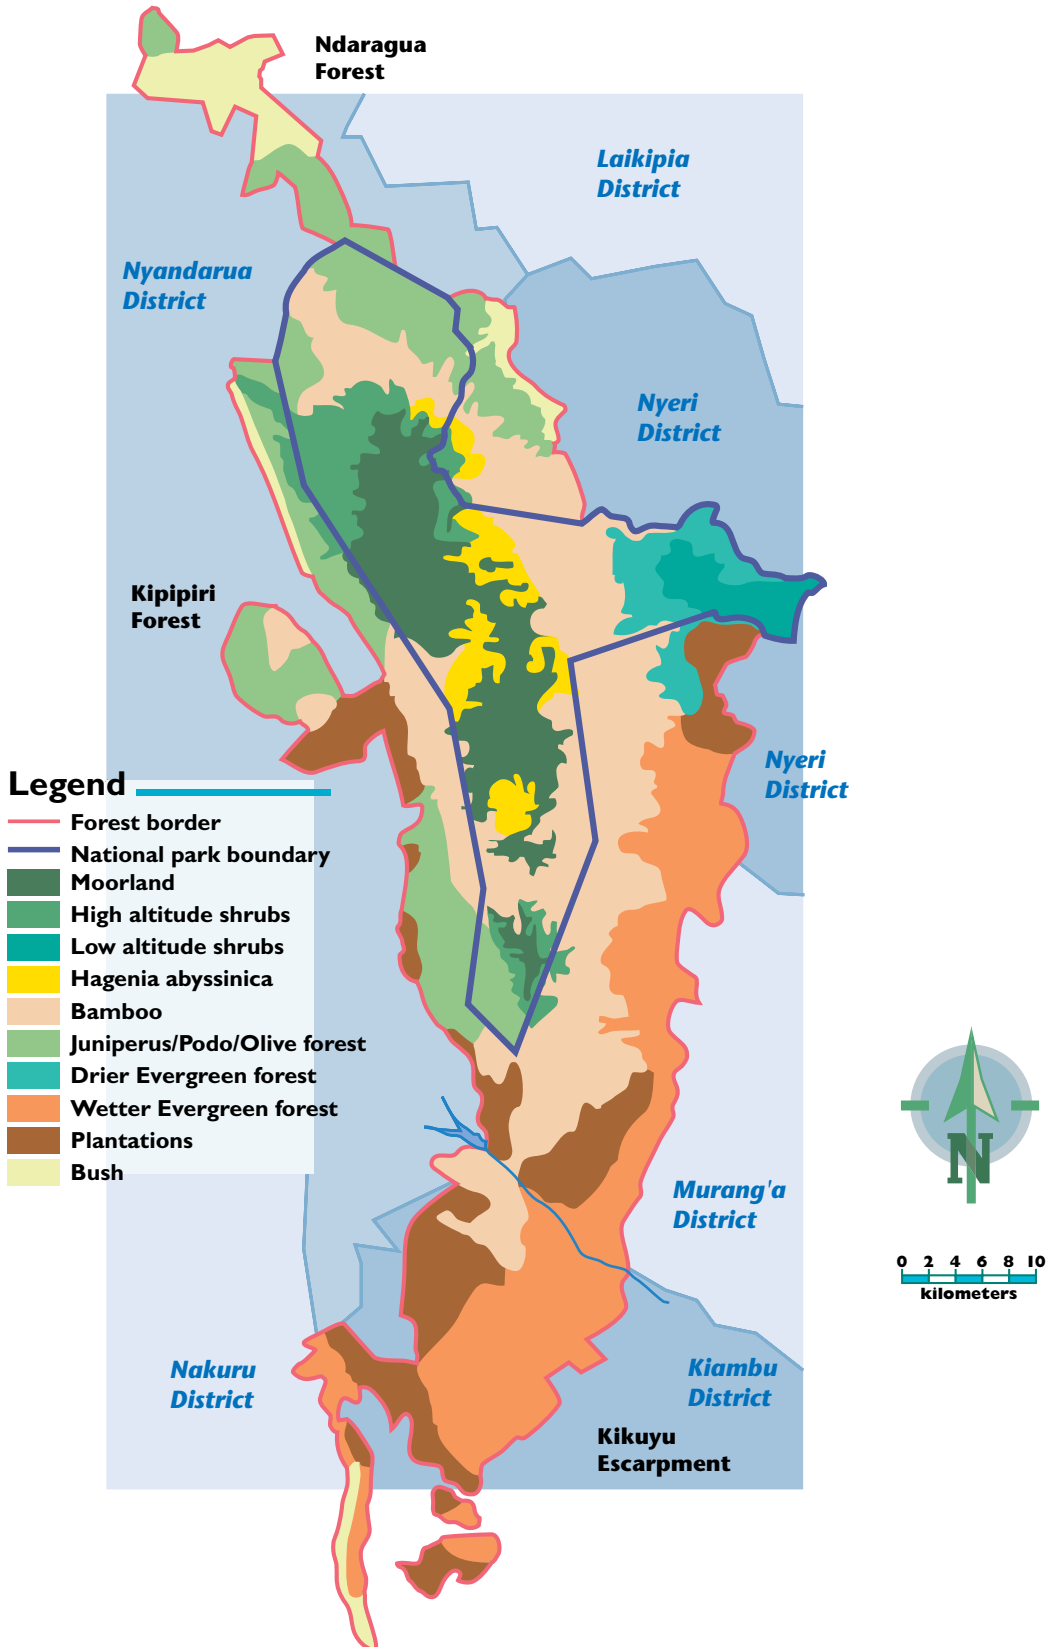 Ndaragua
Forest
Laikipia
District
Nyandarua
District
Nyeri
District
Kipipiri
Forest
Nyeri
District
Legend
Forest border
National park boundary
Moorland
High altitude shrubs
Low altitude shrubs
Hagenia abyssinica
Bamboo
Juniperus/Podo/Olive forest
Drier Evergreen forest
Wetter Evergreen forest
Plantations
Bush
N
Murang'a
District
0 2 4 6 8 10
kilometers
Nakuru
District
Kiambu
District
Kikuyu
Escarpment